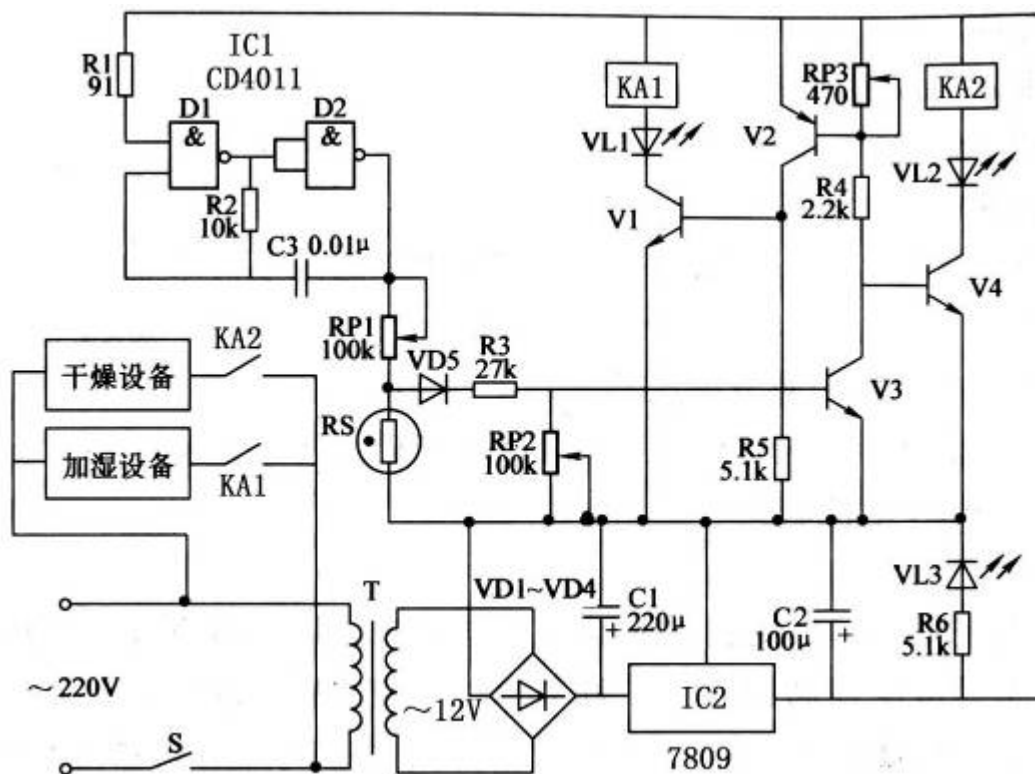 IC1
CD4011
R1
91
D1
&
D2
&
R2
10k
C3 0.01μ
RP1
100k
VD5
R3
27k
RS
RP2
100k
KA1
VL1
V1
V2
RP3
470
R4
2.2k
KA2
VL2
V4
V3
R5
5.1k
干燥设备
KA2
加湿设备
KA1
T
VD1~VD4
C1
220μ
+
C2
100μ
+
VL3
R6
5.1k
~220V
~12V
IC2
7809
S